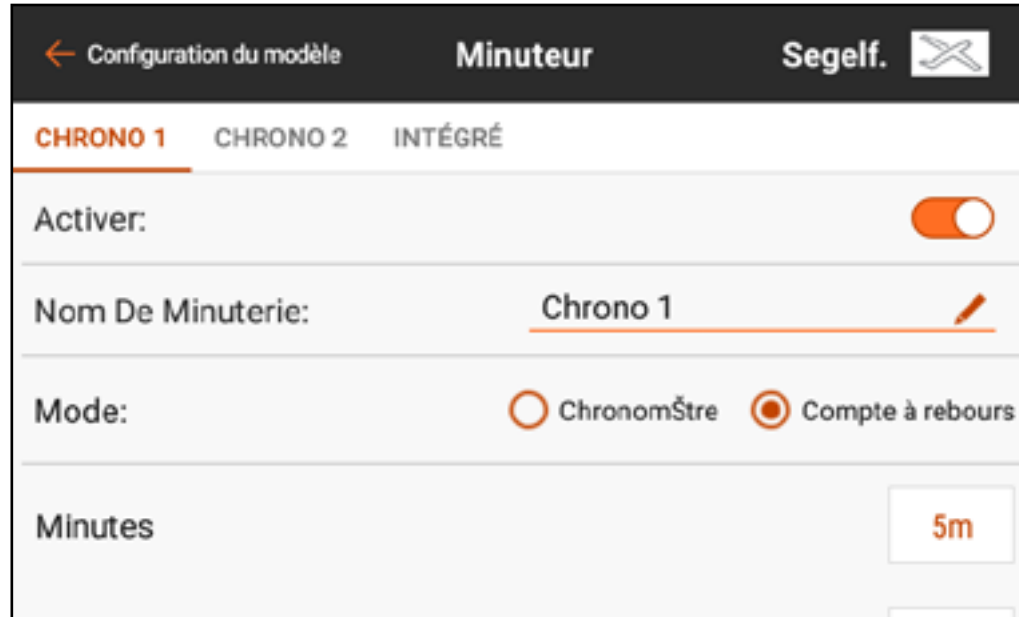 Configuration du modèle Minuteur Segelf.
CHRONO 1 CHRONO 2 INTÉGRÉ
Activer:
Nom De Minuterie: Chrono 1
Mode: ChronomŠtre Compte à rebours
Minutes 5m